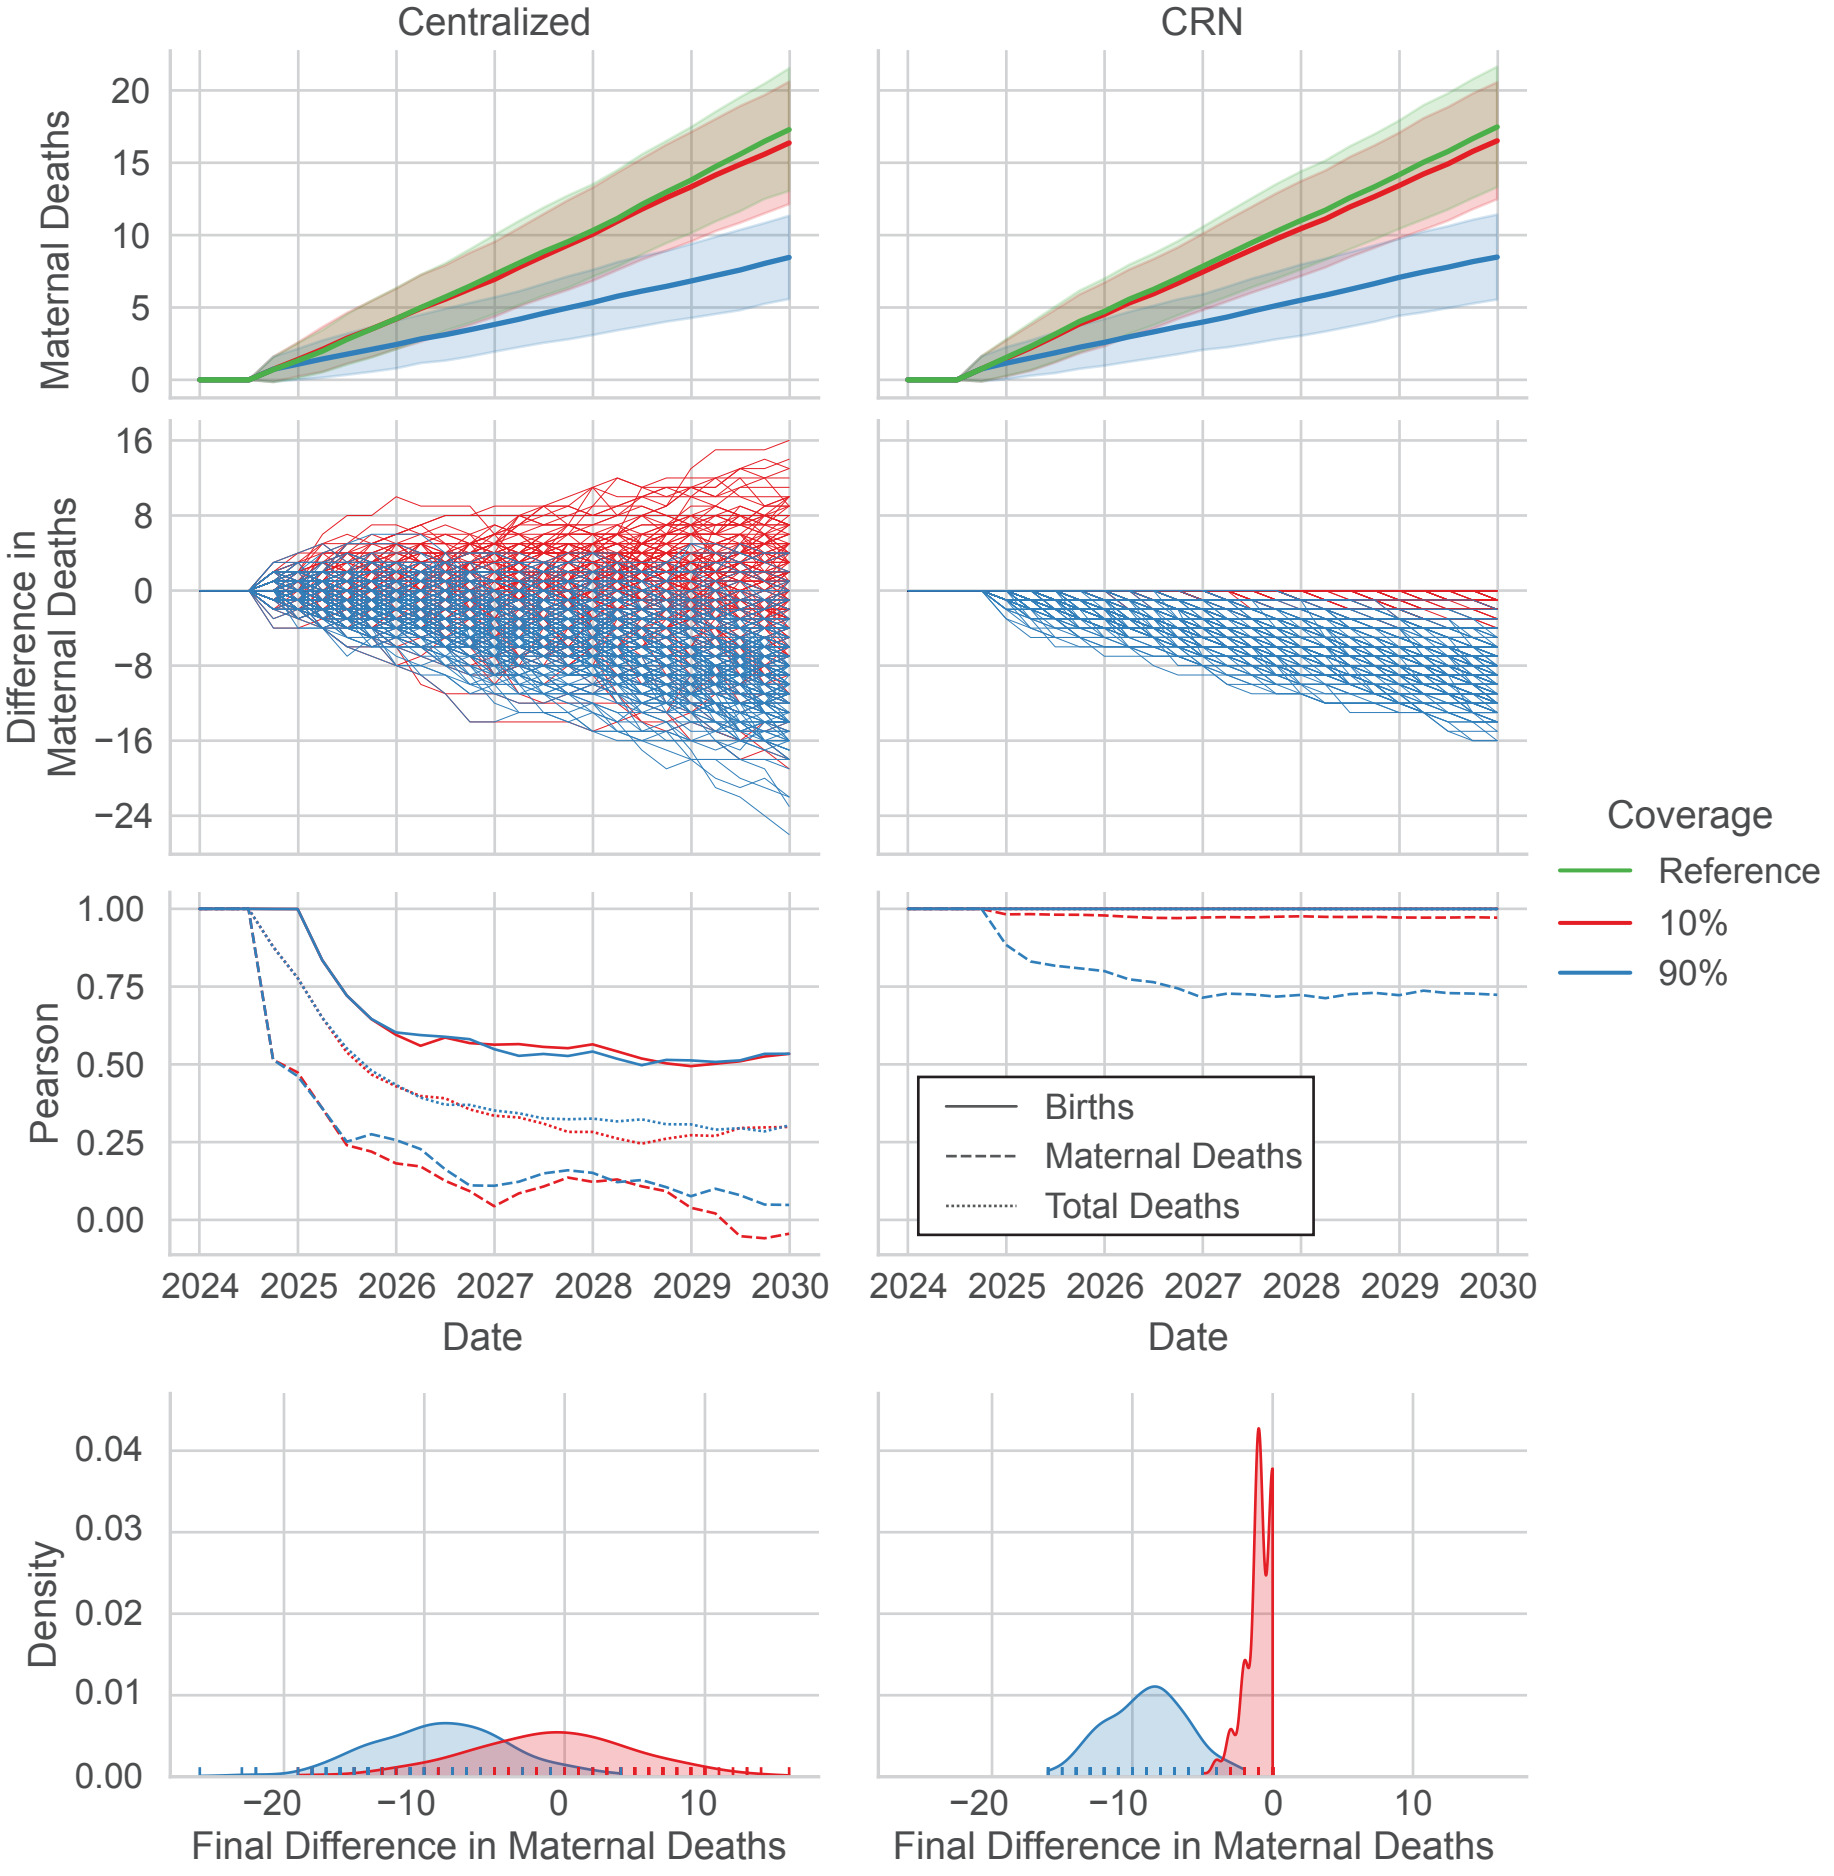 Centralized
CRN
Maternal Deaths
20
15
10
5
0
Difference in
Maternal Deaths
16
8
0
−8
−16
−24
Coverage
Reference
10%
90%
Pearson
1.00
0.75
0.50
0.25
0.00
Births
Maternal Deaths
Total Deaths
2024 2025 2026 2027 2028 2029 2030
2024 2025 2026 2027 2028 2029 2030
Date
Date
Density
0.04
0.03
0.02
0.01
0.00
−20 −10 0 10
−20 −10 0 10
Final Difference in Maternal Deaths
Final Difference in Maternal Deaths